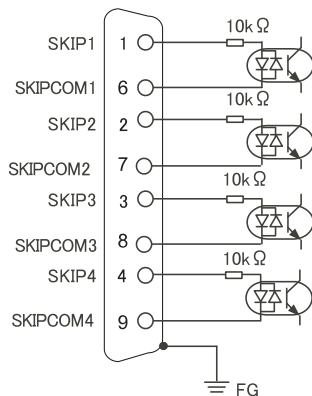 10kΩ
SKIP1 1
SKIPCOM1 6
10kΩ
SKIP2 2
SKIPCOM2 7
10kΩ
SKIP3 3
SKIPCOM3 8
10kΩ
SKIP4 4
SKIPCOM4 9
FG